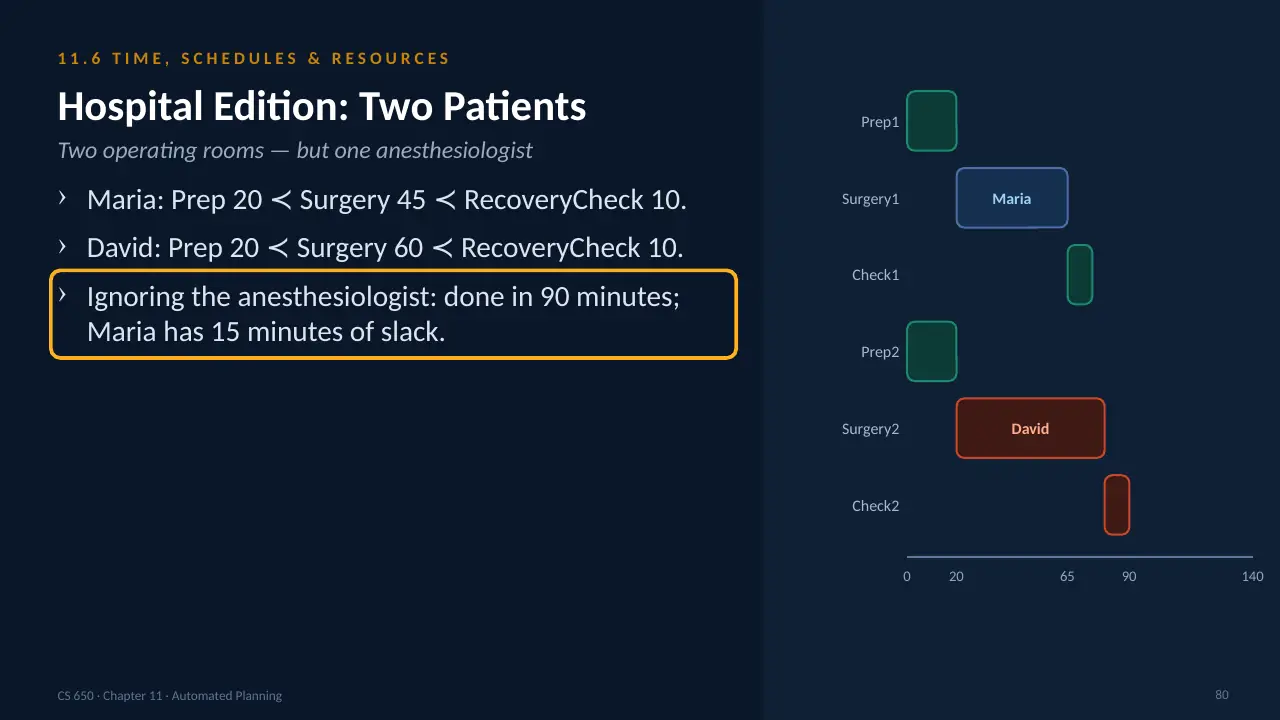 11.6 TIME, SCHEDULES & RESOURCES
Hospital Edition: Two Patients
Two operating rooms — but one anesthesiologist
› Maria: Prep 20 ≺ Surgery 45 ≺ RecoveryCheck 10.
› David: Prep 20 ≺ Surgery 60 ≺ RecoveryCheck 10.
› Ignoring the anesthesiologist: done in 90 minutes;
Maria has 15 minutes of slack.
Prep1
Surgery1
Maria
Check1
Prep2
Surgery2
David
Check2
0 20 65 90 140
CS 650 · Chapter 11 · Automated Planning
80